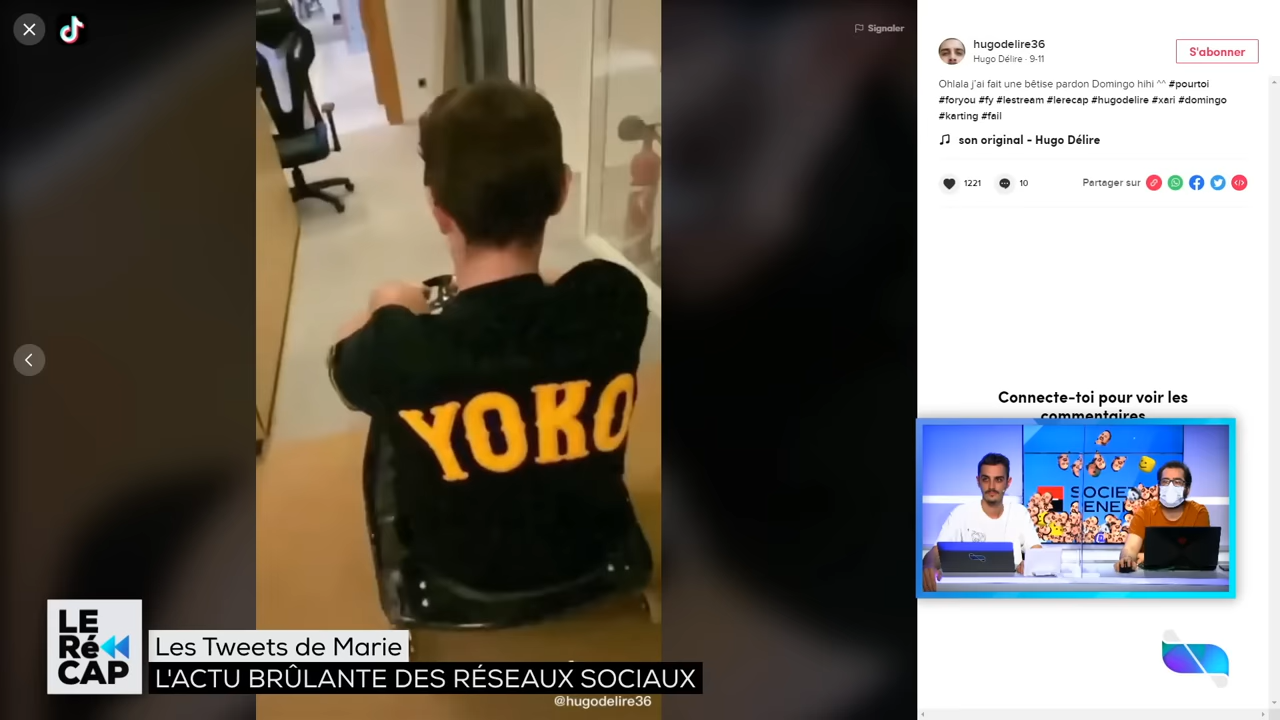 Signaler
hugodelire36
Hugo Délire · 9-11
S'abonner
Ohlala j'ai fait une bêtise pardon Domingo hihi ^^ #pourtoi
#foryou #fy #lestream #lerecap #hugodelire #xari #domingo
#karting #fail
son original - Hugo Délire
1221
10
Partager sur
Connecte-toi pour voir les
commentaires
YOKO
SOCIE
ENE
LE
Ré
CAP
Les Tweets de Marie
L'ACTU BRÛLANTE DES RÉSEAUX SOCIAUX
@hugodelire36